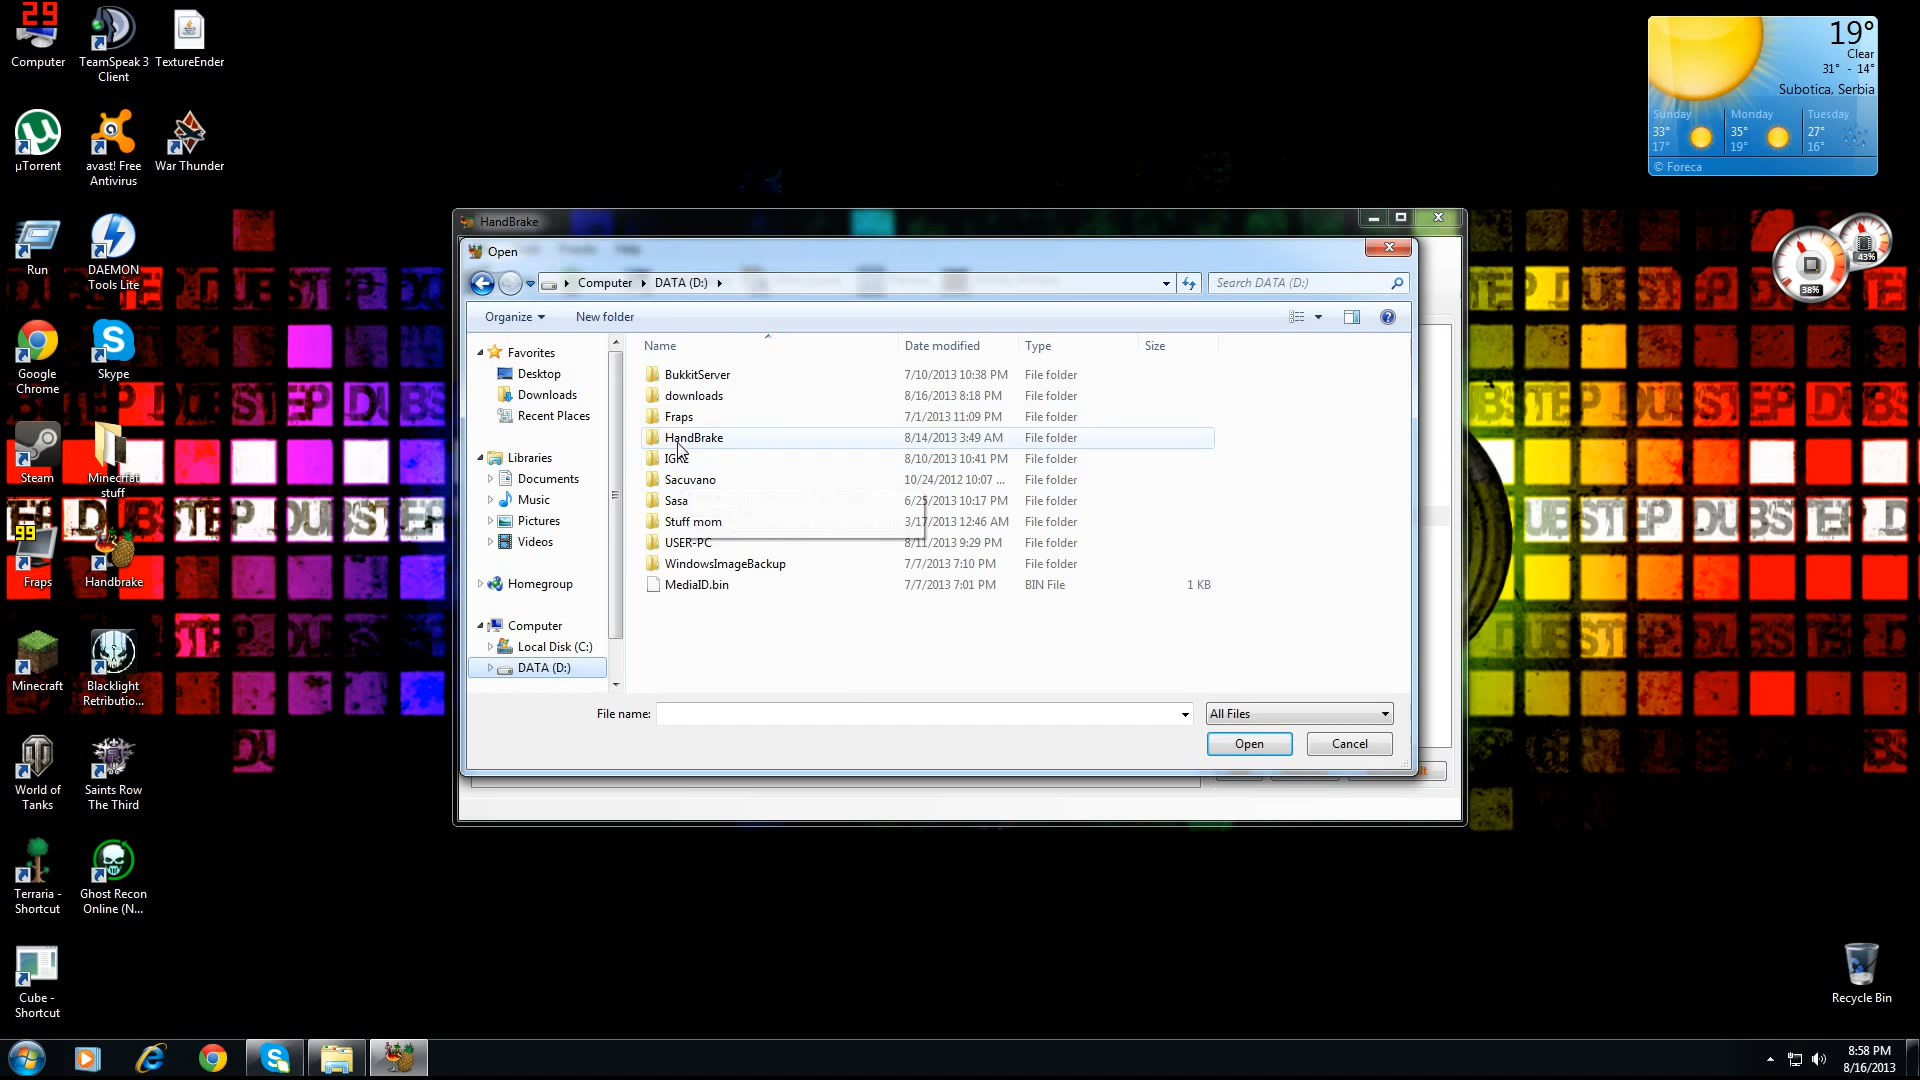 29
Computer
TeamSpeak 3
Client
TextureEnder
µTorrent
avast! Free
Antivirus
War Thunder
Run
DAEMON
Tools Lite
Google
Chrome
Skype
Steam
Minecrfat
stuff
99
Fraps
Handbrake
Minecraft
Blacklight
Retributio...
World of
Tanks
Saints Row
The Third
Terraria -
Shortcut
Ghost Recon
Online (N...
Cube -
Shortcut
19°
Clear
31° - 14°
Subotica, Serbia
Sunday
33°
17°
Monday
35°
19°
Tuesday
27°
16°
© Foreca
43%
38%
HandBrake
Open
Computer
DATA (D:)
Search DATA (D:)
Organize
New folder
Favorites
Desktop
Downloads
Recent Places
Libraries
Documents
Music
Pictures
Videos
Homegroup
Computer
Local Disk (C:)
DATA (D:)
Name Date modified Type Size
BukkitServer 7/10/2013 10:38 PM File folder
downloads 8/16/2013 8:18 PM File folder
Fraps 7/1/2013 11:09 PM File folder
HandBrake 8/14/2013 3:49 AM File folder
8/10/2013 10:41 PM File folder
Sacuvano 10/24/2012 10:07 ... File folder
Sasa 6/25/2013 10:17 PM File folder
Stuff mom 3/17/2013 12:46 AM File folder
USER-PC 8/11/2013 9:29 PM File folder
WindowsImageBackup 7/7/2013 7:10 PM File folder
MediaID.bin 7/7/2013 7:01 PM BIN File 1 KB
File name:
All Files
Open
Cancel
DUBSTEP DUBSTEP DUBS
DUBSTEP DUBSTEP D
Recycle Bin
8:58 PM
8/16/2013